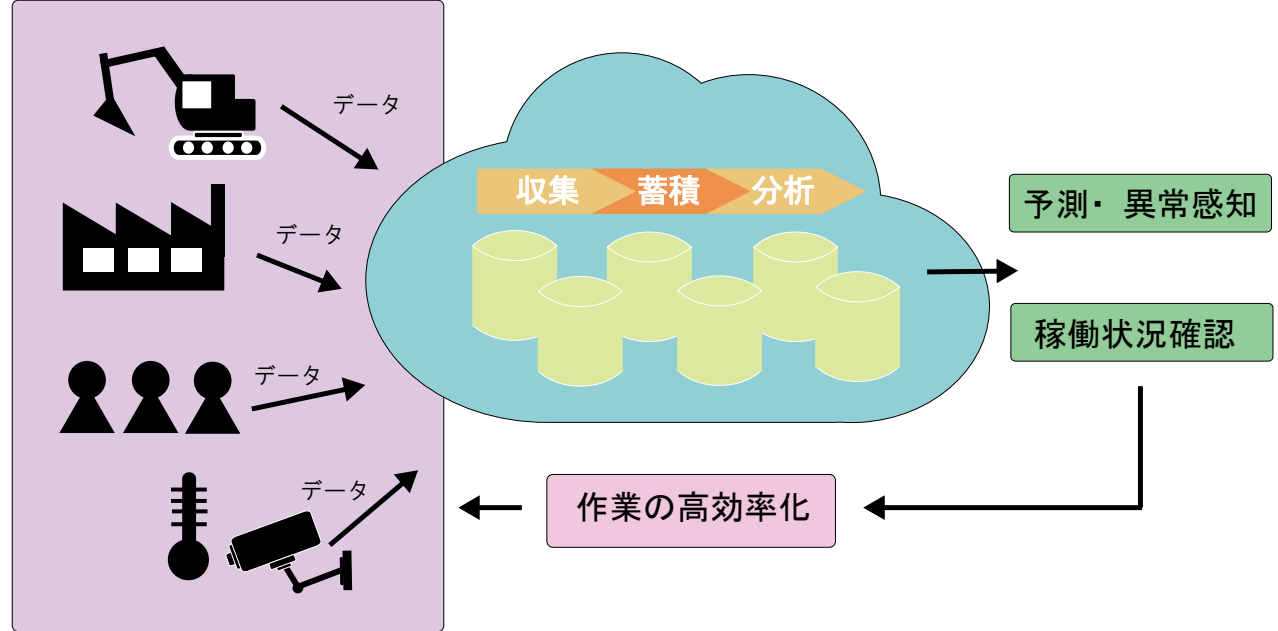 データ
データ
データ
データ
収集 蓄積 分析
予測・ 異常感知
稼働状況確認
作業の高効率化